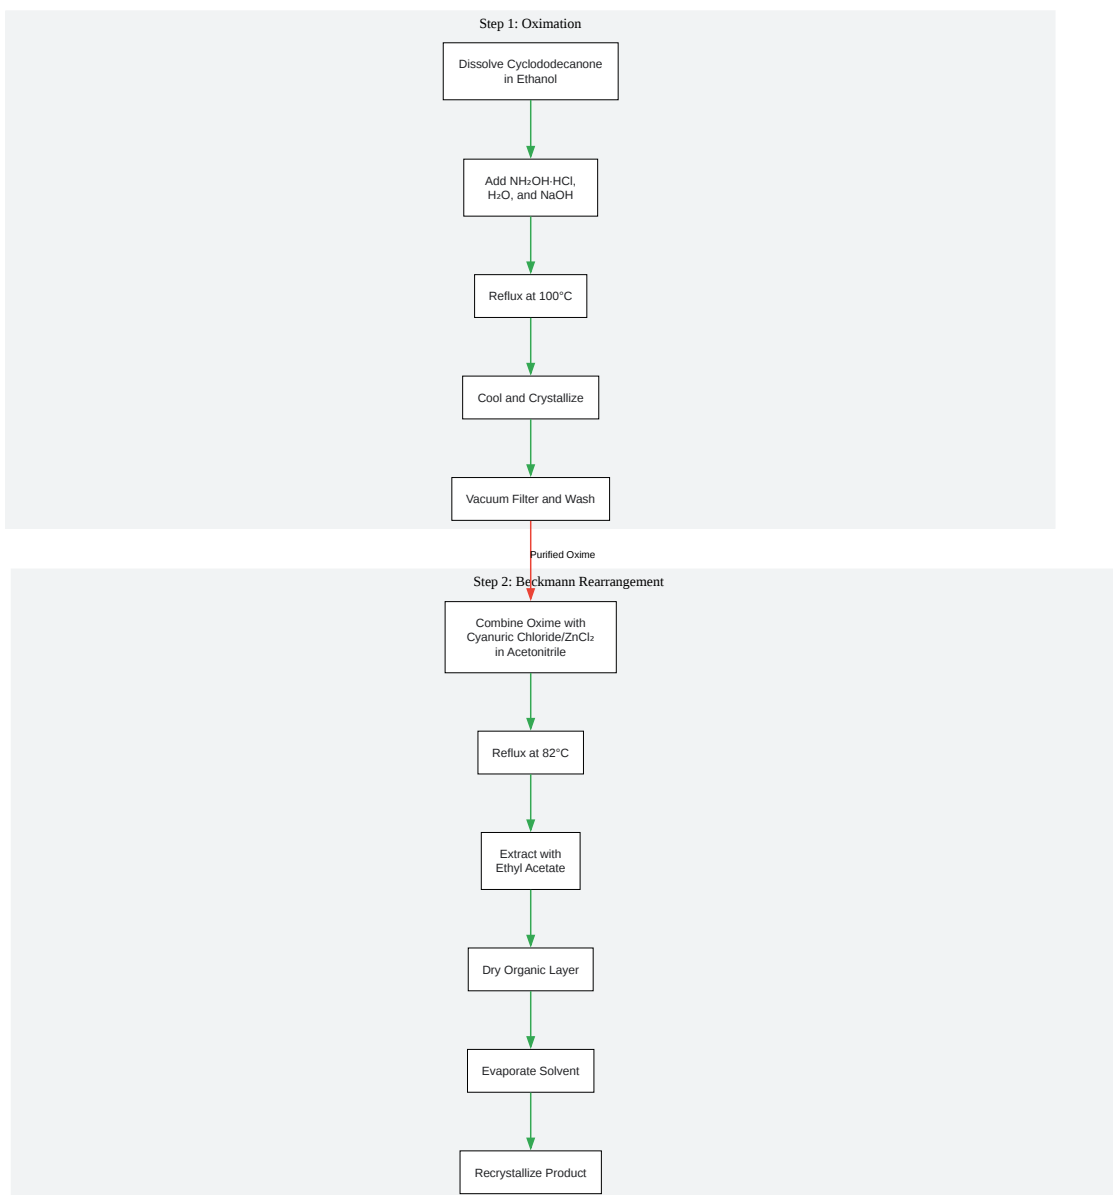 Step 1: Oximation
Dissolve Cyclododecanone
in Ethanol
Add NH₂OH·HCl,
H₂O, and NaOH
Reflux at 100°C
Cool and Crystallize
Vacuum Filter and Wash
Purified Oxime
Step 2: Beckmann Rearrangement
Combine Oxime with
Cyanuric Chloride/ZnCl₂
in Acetonitrile
Reflux at 82°C
Extract with
Ethyl Acetate
Dry Organic Layer
Evaporate Solvent
Recrystallize Product